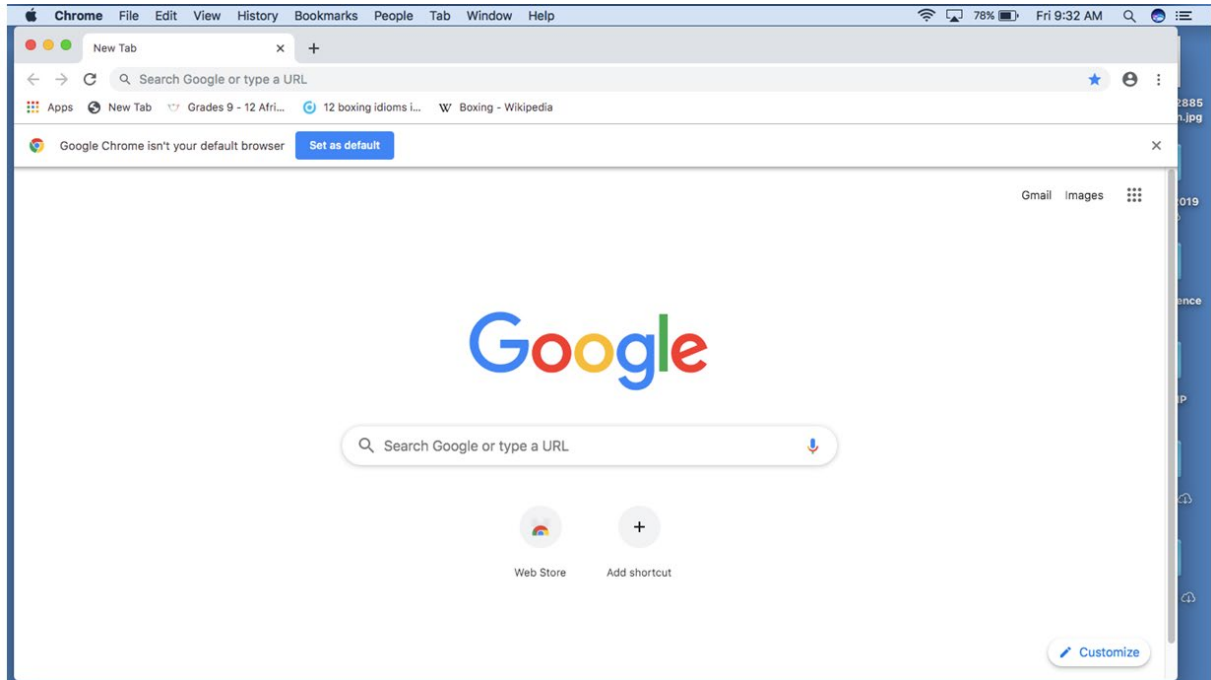 Chrome File Edit View History Bookmarks People Tab Window Help 78% Fri 9:32 AM
New Tab
Search Google or type a URL
Apps New Tab Grades 9 - 12 Afri... 12 boxing idioms i... W Boxing - Wikipedia
2885
n.jpg
Google Chrome isn't your default browser Set as default
Gmail Images
019
ence
Google
IP
Search Google or type a URL
Web Store Add shortcut
Customize